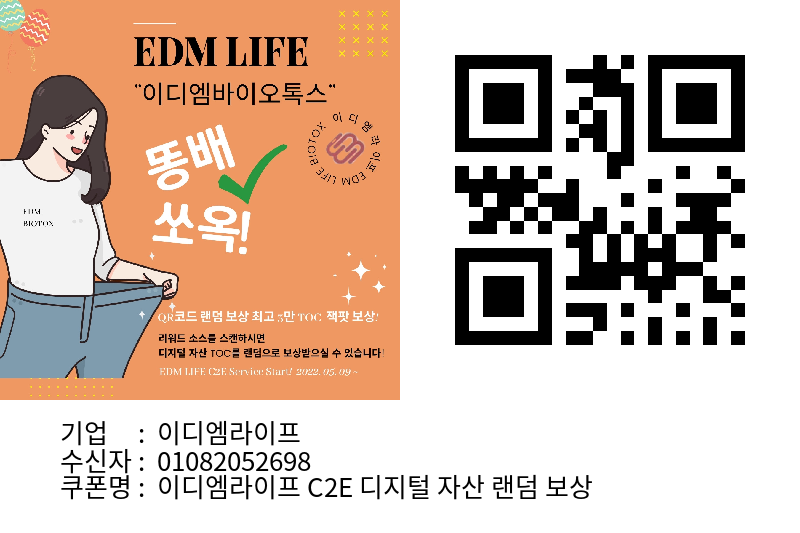 EDM LIFE
"이디엠바이오톡스"
이 디 엠 라 이 프 EDM LIFE BIOTOX
똥배
쏘옥!
EDM
BIOTOX
QR코드 랜덤 보상 최고 5만 TOC 잭팟 보상!
리워드 소스를 스캔하시면
디지털 자산 TOC를 랜덤으로 보상받으실 수 있습니다!
EDM LIFE C2E Service Start! 2022. 05. 09 ~
기업 : 이디엠라이프
수신자 : 01082052698
쿠폰명 : 이디엠라이프 C2E 디지털 자산 랜덤 보상